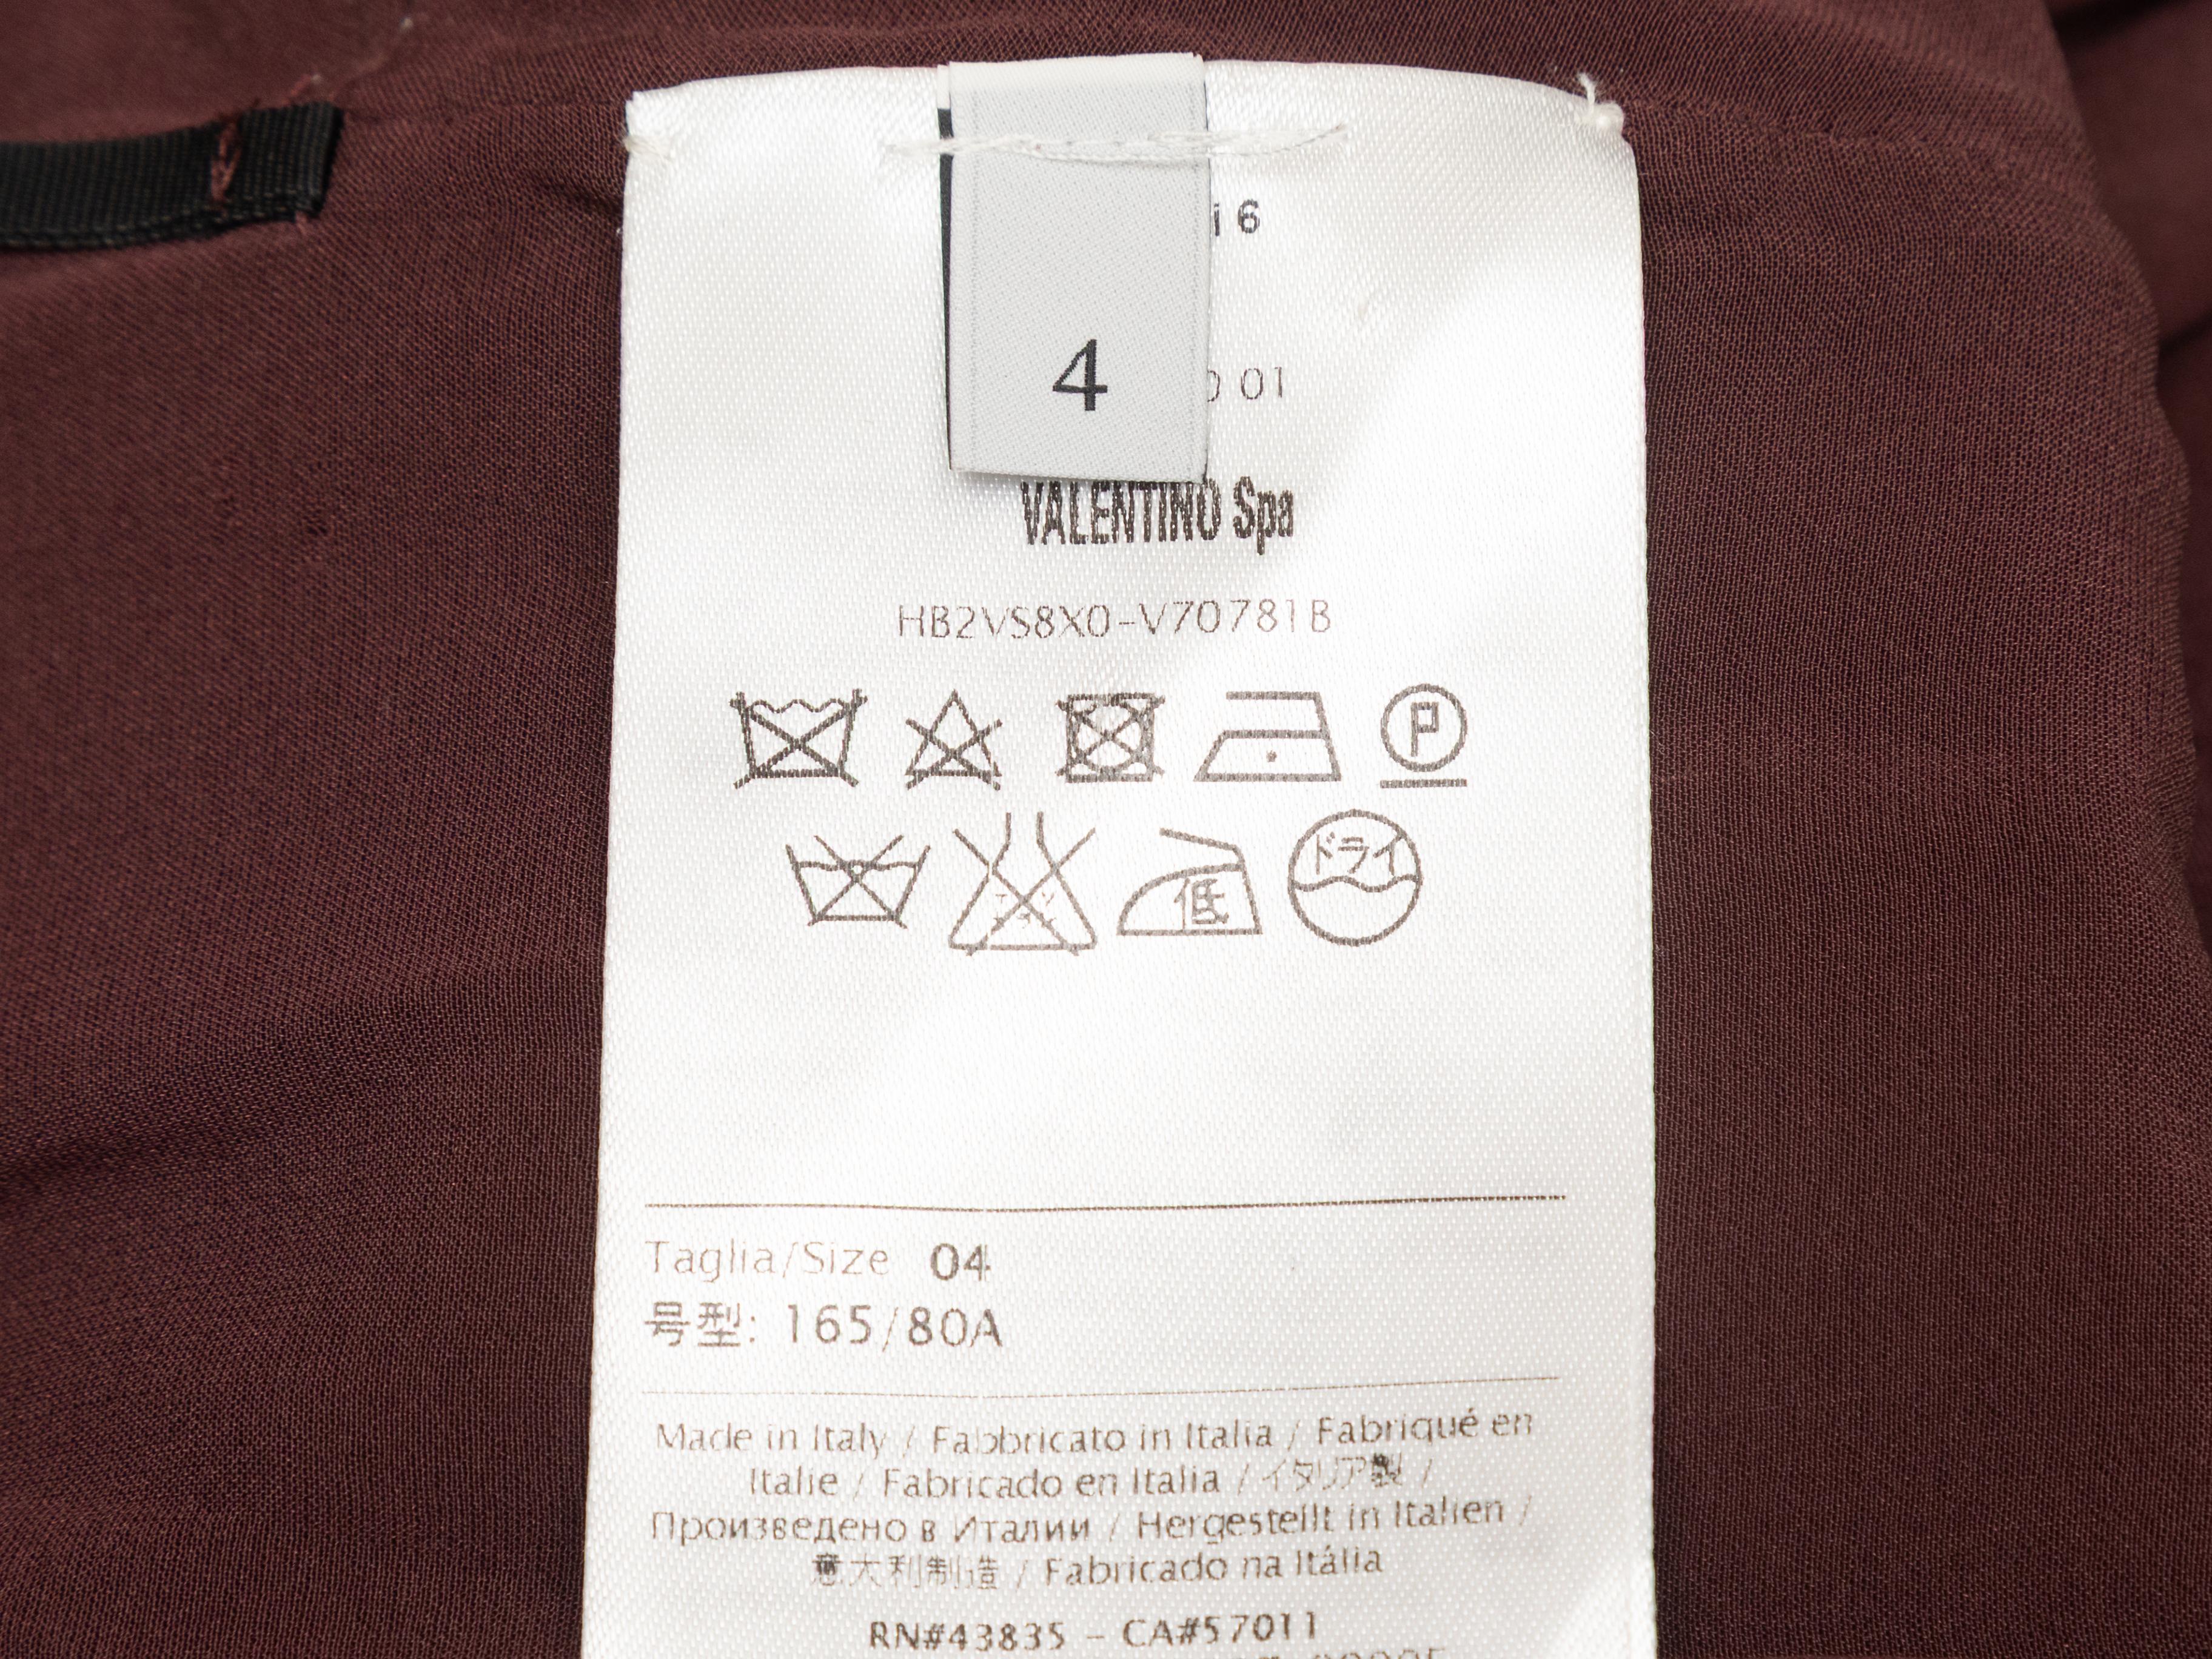 6
4
01
VALENTINO Spa
HB2VS8X0-V70781B
P
ドライ
低
Taglia/Size 04
号型: 165/80A
Made in Italy / Fabbricato in Italia / Fabriqué en
Italie / Fabricado en Italia / イタリア製 /
Произведено в Италии / Hergestellt in Italien /
意大利制造 / Fabricado na Itália
RN#43835 - CA#57011